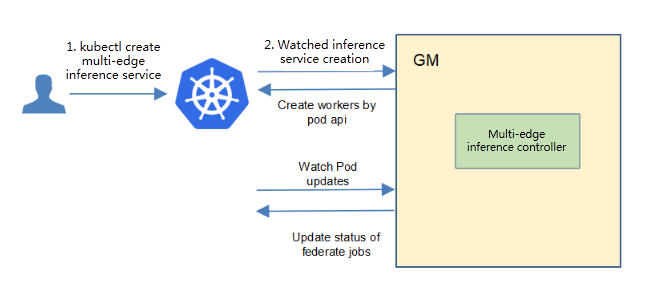 1. kubectl create
multi-edge
inference service
2. Watched inference
service creation
Create workers by
pod api
Watch Pod
updates
Update status of
federate jobs
GM
Multi-edge
inference controller